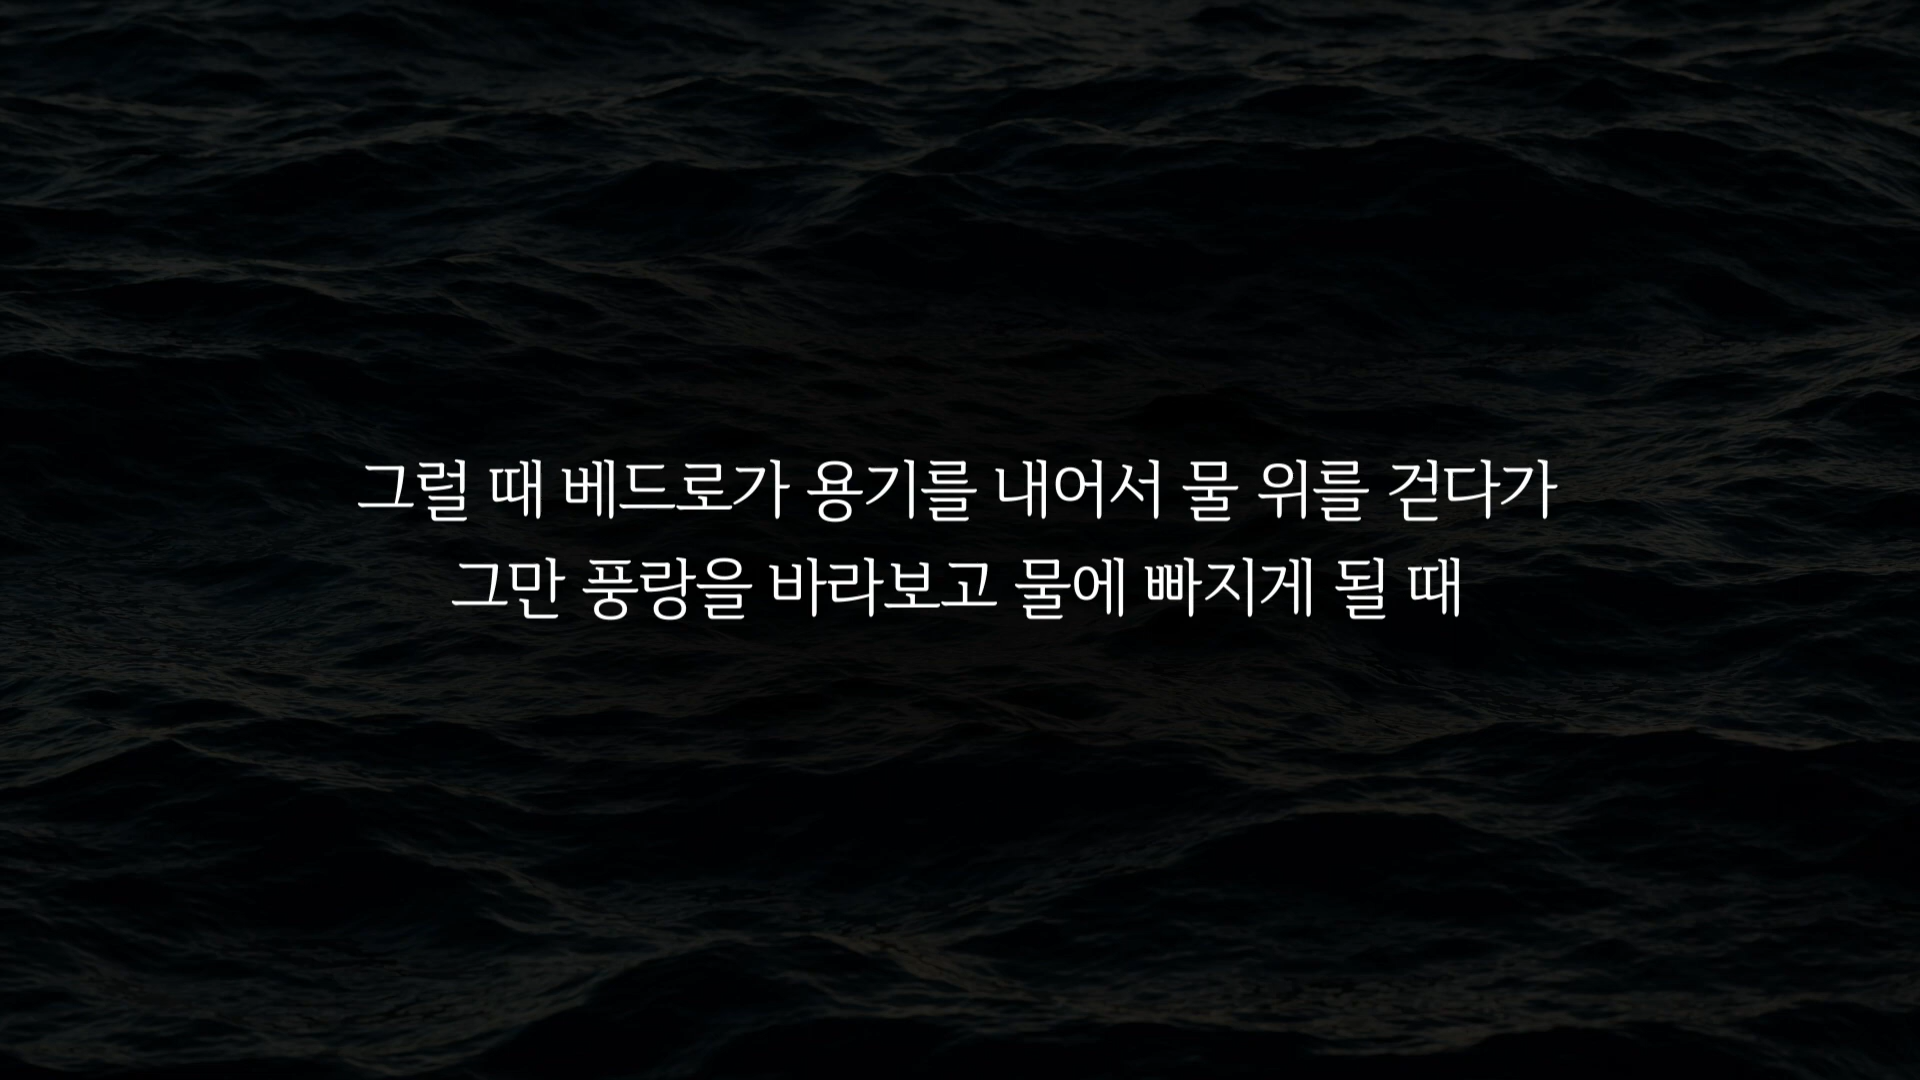 그럴 때 베드로가 용기를 내어서 물 위를 걷다가
그만 풍랑을 바라보고 물에 빠지게 될 때